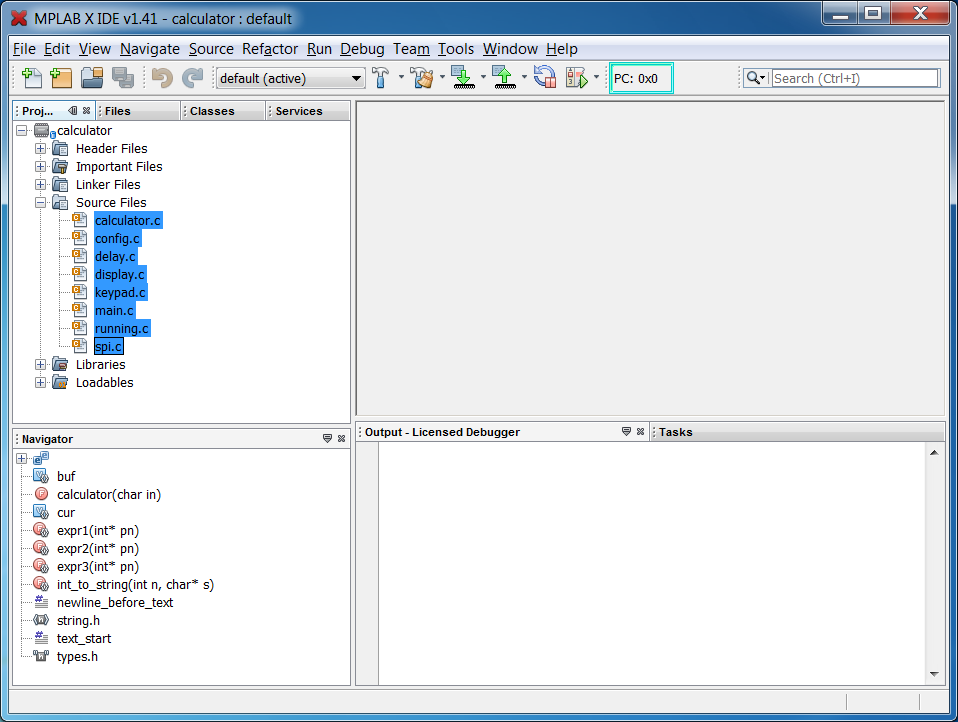 MPLAB X IDE v1.41 - calculator : default
File Edit View Navigate Source Refactor Run Debug Team Tools Window Help
default (active)
PC: 0x0
Search (Ctrl+I)
Proj...
Files
Classes
Services
calculator
Header Files
Important Files
Linker Files
Source Files
calculator.c
config.c
delay.c
display.c
keypad.c
main.c
running.c
spi.c
Libraries
Loadables
Navigator
buf
calculator(char in)
cur
expr1(int* pn)
expr2(int* pn)
expr3(int* pn)
int_to_string(int n, char* s)
newline_before_text
string.h
text_start
types.h
Output - Licensed Debugger
Tasks